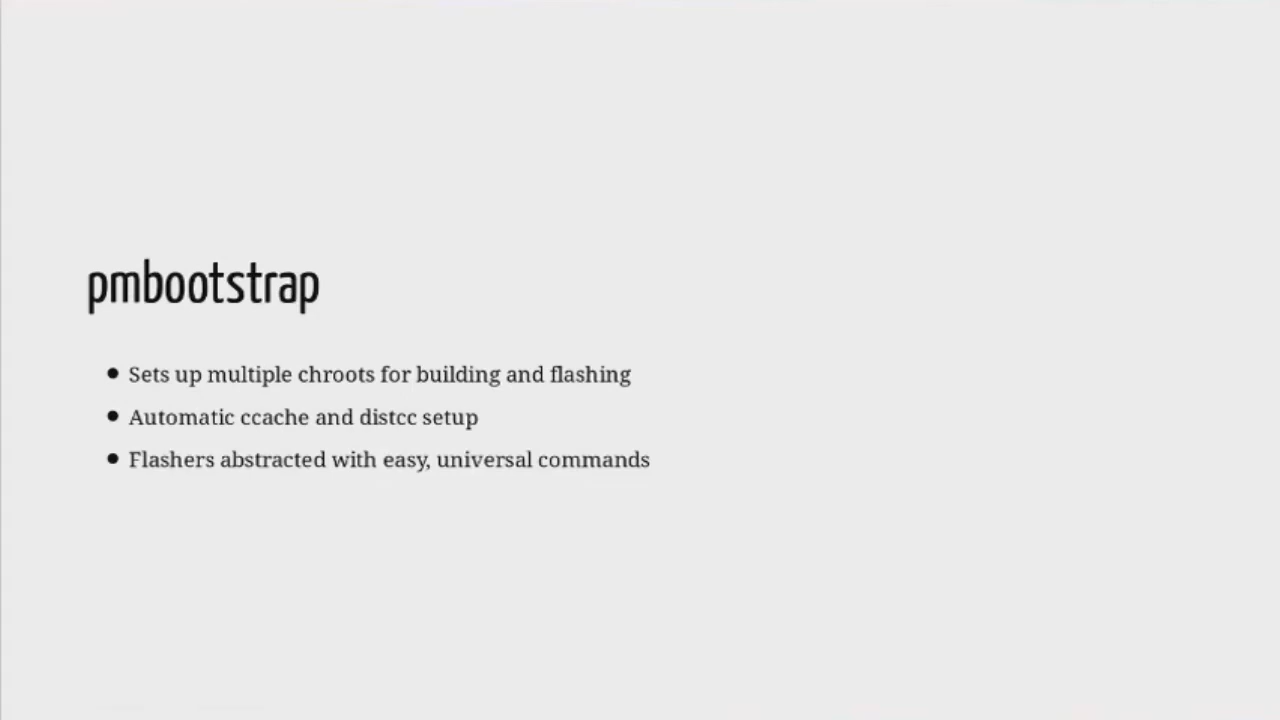 pmbootstrap
● Sets up multiple chroots for building and flashing
● Automatic ccache and distcc setup
● Flashers abstracted with easy, universal commands